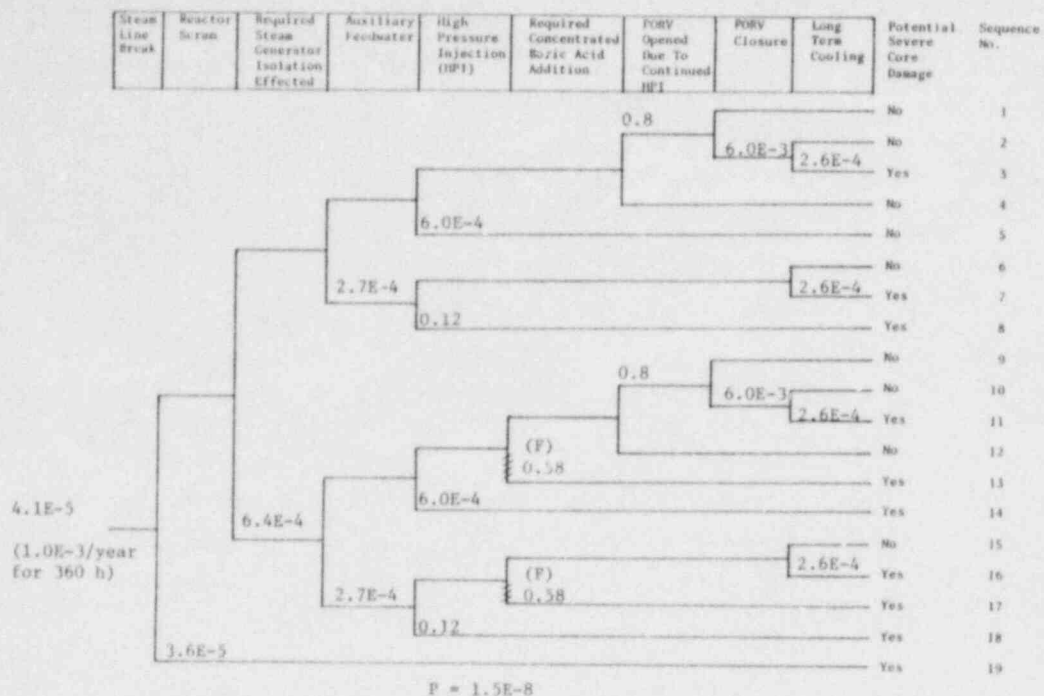 Steam Line Break
Reactor Scram
Required Steam Generator Isolation Effected
Auxiliary Feedwater
High Pressure Injection (HPI)
Required Concentrated Boric Acid Addition
PORV Opened Due To Continued HPI
PORV Closure
Long Term Cooling
Potential Severe Core Damage
Sequence No.
0.8
No 1
No 2
6.0E-3
2.6E-4
Yes 3
No 4
6.0E-4
No 5
No 6
2.7E-4
2.6E-4
Yes 7
0.12
Yes 8
No 9
0.8
6.0E-3
No 10
2.6E-4
Yes 11
(F)
No 12
0.58
Yes 13
4.1E-5
6.0E-4
Yes 14
6.4E-4
(1.0E-3/year
for 360 h)
No 15
(F)
2.6E-4
Yes 16
2.7E-4
0.58
Yes 17
0.12
Yes 18
3.6E-5
Yes 19
P = 1.5E-8